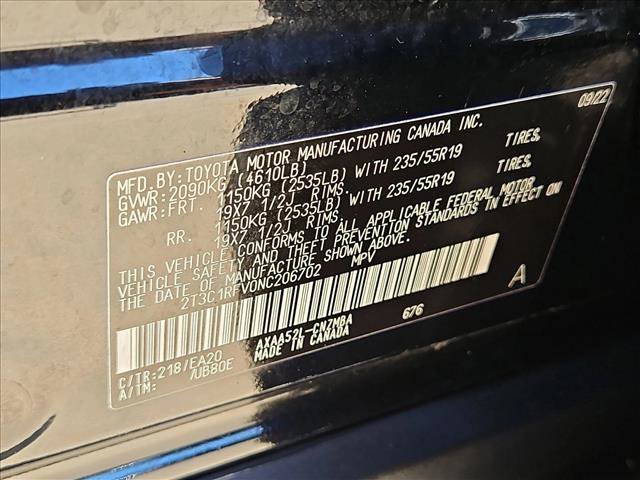 09/22
MFD.BY: TOYOTA MOTOR MANUFACTURING CANADA INC.
GVWR: 2090KG (4610LB)
GAWR: FRT. 1150KG (2535LB) WITH 235/55R19 TIRES,
19X7 1/2J RIMS.
RR. 1150KG (2535LB) WITH 235/55R19 TIRES,
19X7 1/2J RIMS.
THIS VEHICLE CONFORMS TO ALL APPLICABLE FEDERAL MOTOR
VEHICLE SAFETY AND THEFT PREVENTION STANDARDS IN EFFECT ON
THE DATE OF MANUFACTURE SHOWN ABOVE.
2T3C1RFV0NC206702 MPV A
C/TR: 218/EA20 AXAA52L-CNZMBA 676
A/TM: /UB80E MADE IN CANADA